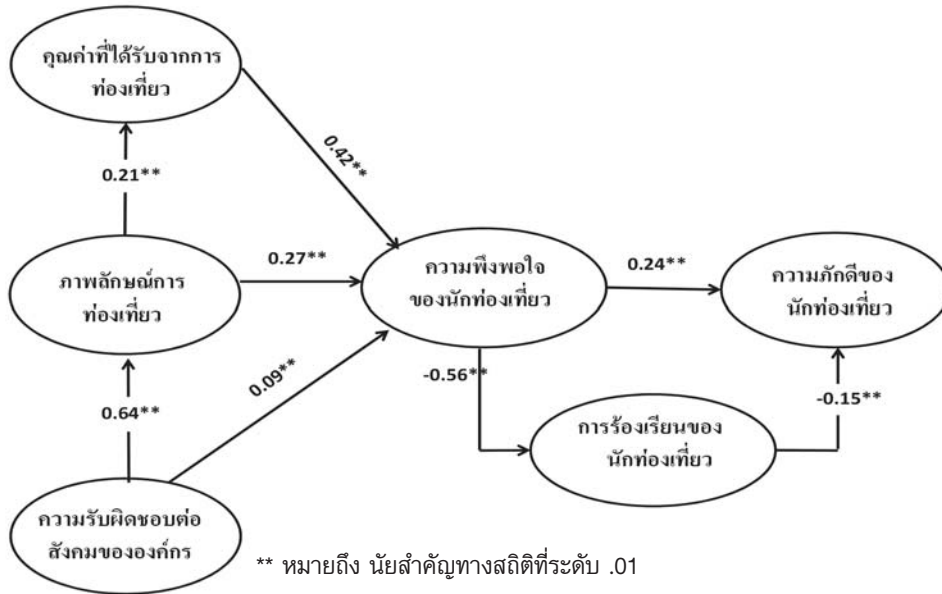 คุณค่าที่ได้รับจากการ
ท่องเที่ยว
0.42**
0.21**
ภาพลักษณ์การ
ท่องเที่ยว
0.27**
ความพึงพอใจ
ของนักท่องเที่ยว
0.24**
ความภักดีของ
นักท่องเที่ยว
0.64**
0.09**
-0.56**
-0.15**
การร้องเรียนของ
นักท่องเที่ยว
ความรับผิดชอบต่อ
สังคมขององค์กร
** หมายถึง นัยสำคัญทางสถิติที่ระดับ .01